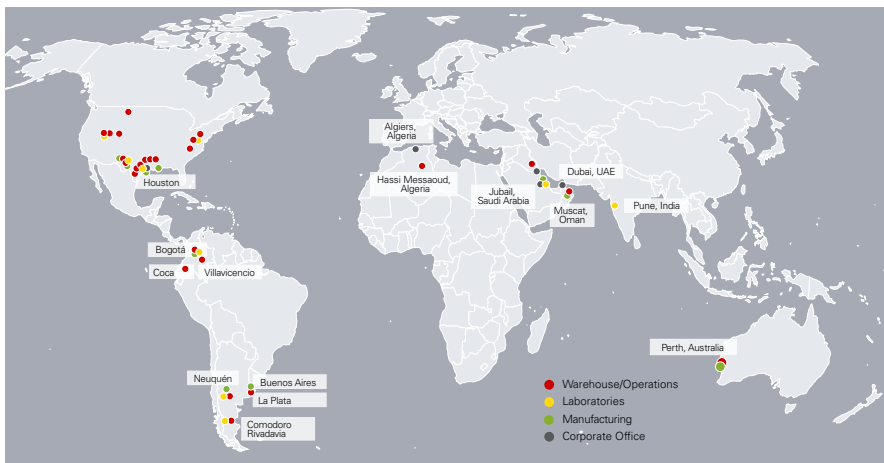 Algiers,
Algeria
Hassi Messaoud,
Algeria
Houston
Dubai, UAE
Jubail,
Saudi Arabia
Muscat,
Oman
Pune, India
Bogotá
Coca
Villavicencio
Perth, Australia
Neuquén
Buenos Aires
La Plata
Comodoro
Rivadavia
Warehouse/Operations
Laboratories
Manufacturing
Corporate Office